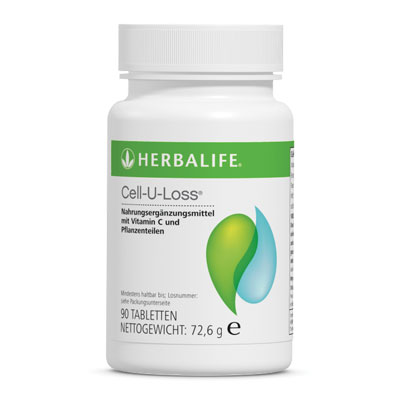 HERBALIFE®
Cell-U-Loss®
Nahrungsergänzungsmittel
mit Vitamin C und
Pflanzenteilen
Mindestens haltbar bis; Losnummer:
siehe Packungsunterseite
90 TABLETTEN
NETTOGEWICHT: 72,6 g ℮